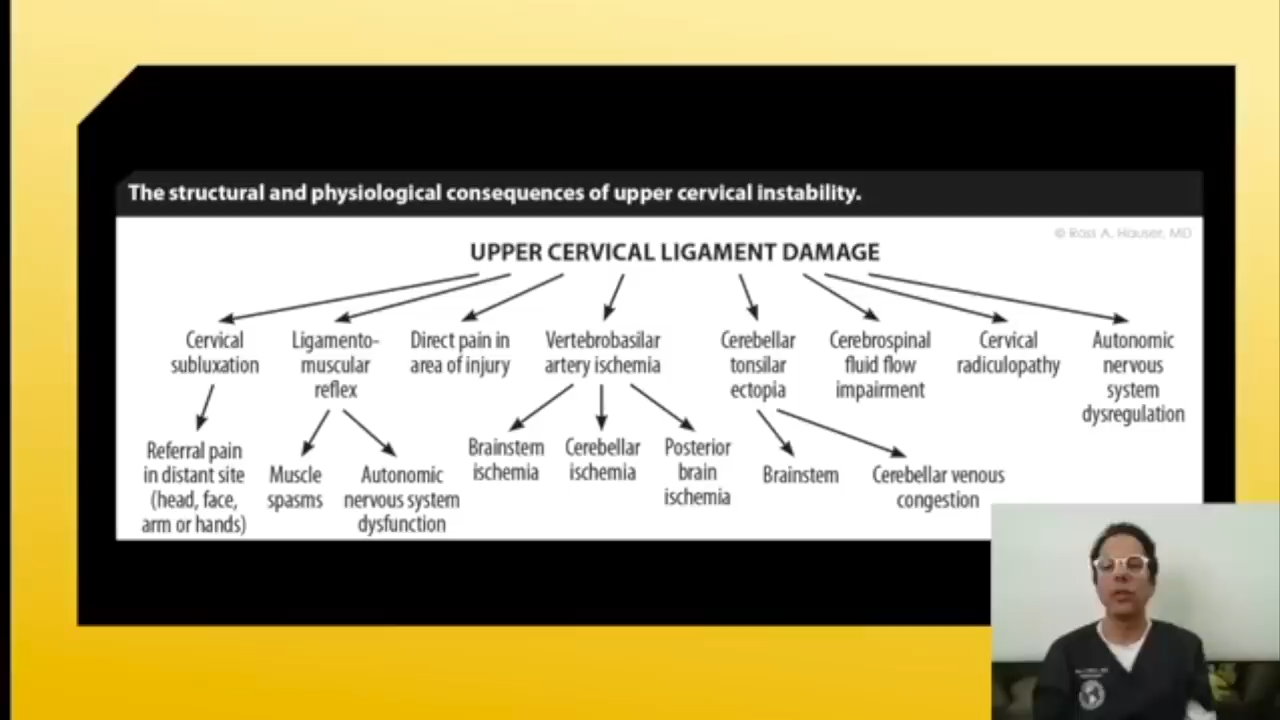 The structural and physiological consequences of upper cervical instability.
© Ross A. Hauser, MD
UPPER CERVICAL LIGAMENT DAMAGE
Cervical
subluxation
Ligamento-
muscular
reflex
Direct pain in
area of injury
Vertebrobasilar
artery ischemia
Cerebellar
tonsilar
ectopia
Cerebrospinal
fluid flow
impairment
Cervical
radiculopathy
Autonomic
nervous
system
dysregulation
Referral pain
in distant site
(head, face,
arm or hands)
Muscle
spasms
Autonomic
nervous system
dysfunction
Brainstem
ischemia
Cerebellar
ischemia
Posterior
brain
ischemia
Brainstem
Cerebellar venous
congestion